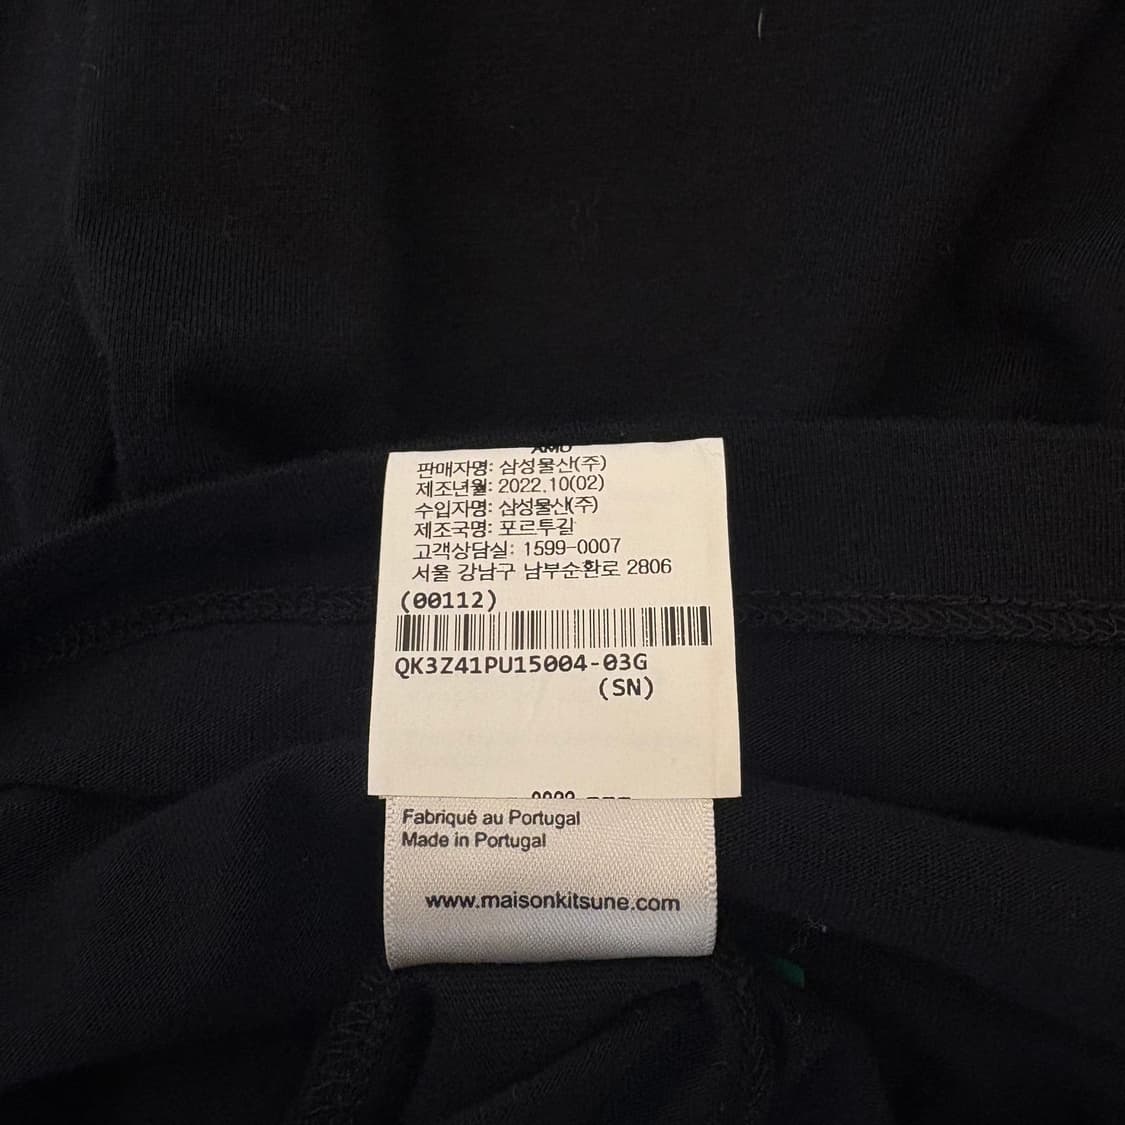 판매자명: 삼성물산(주)
제조년월: 2022.10(02)
수입자명: 삼성물산(주)
제조국명: 포르투갈
고객상담실: 1599-0007
서울 강남구 남부순환로 2806
(00112)
QK3Z41PU15004-03G
(SN)
Fabriqué au Portugal
Made in Portugal
www.maisonkitsune.com